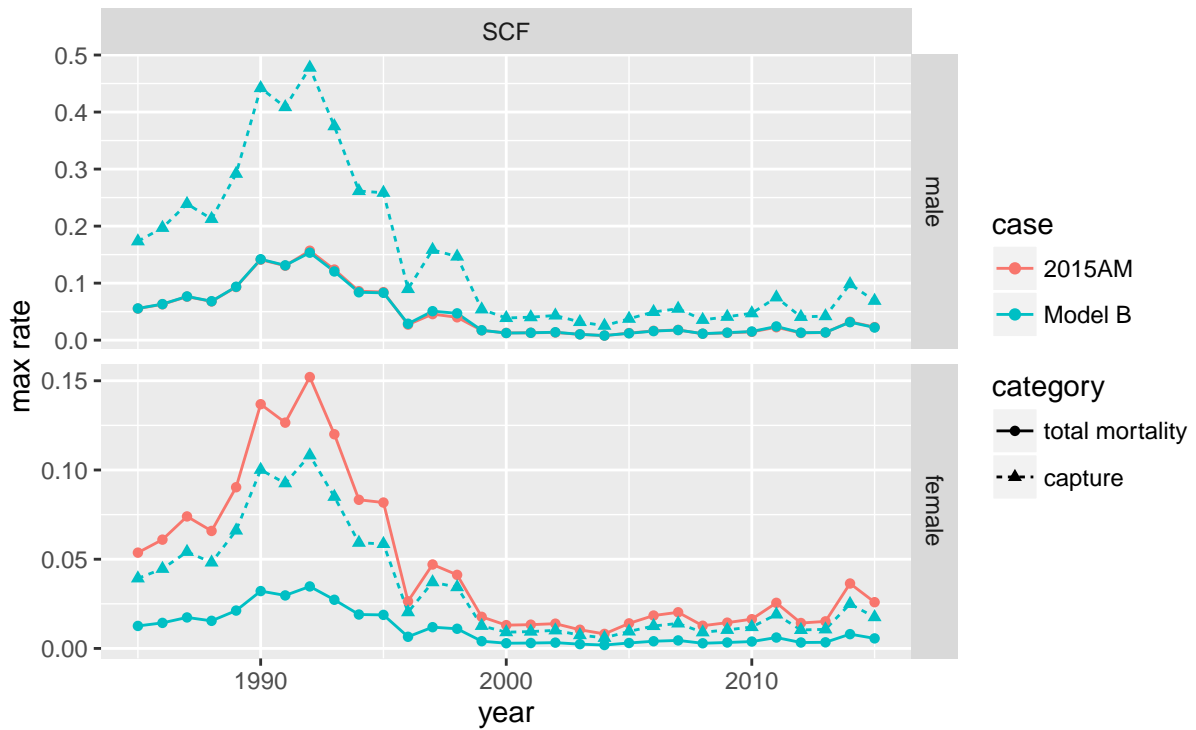 SCF
max rate
0.5
0.4
0.3
0.2
0.1
0.0
male
0.15
0.10
0.05
0.00
female
1990
2000
2010
year
case
2015AM
Model B
category
total mortality
capture